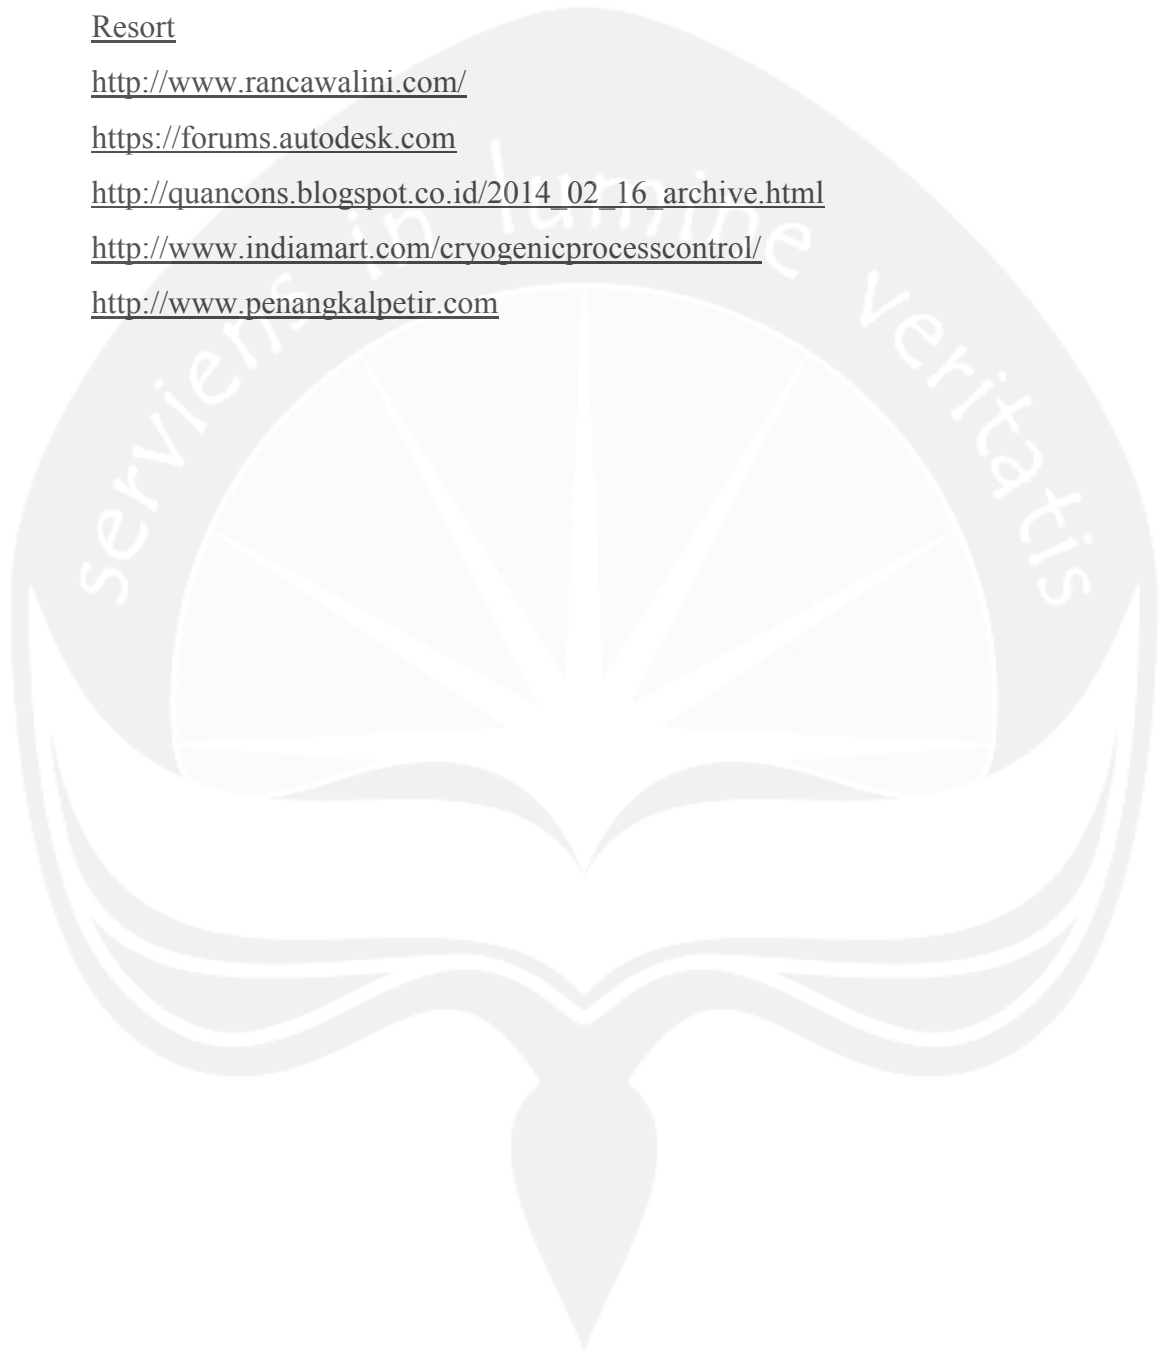 Resort
http://www.rancawalini.com/
https://forums.autodesk.com
http://quancons.blogspot.co.id/2014_02_16_archive.html
http://www.indiamart.com/cryogenicprocesscontrol/
http://www.penangkalpetir.com
serviens in lumine veritatis